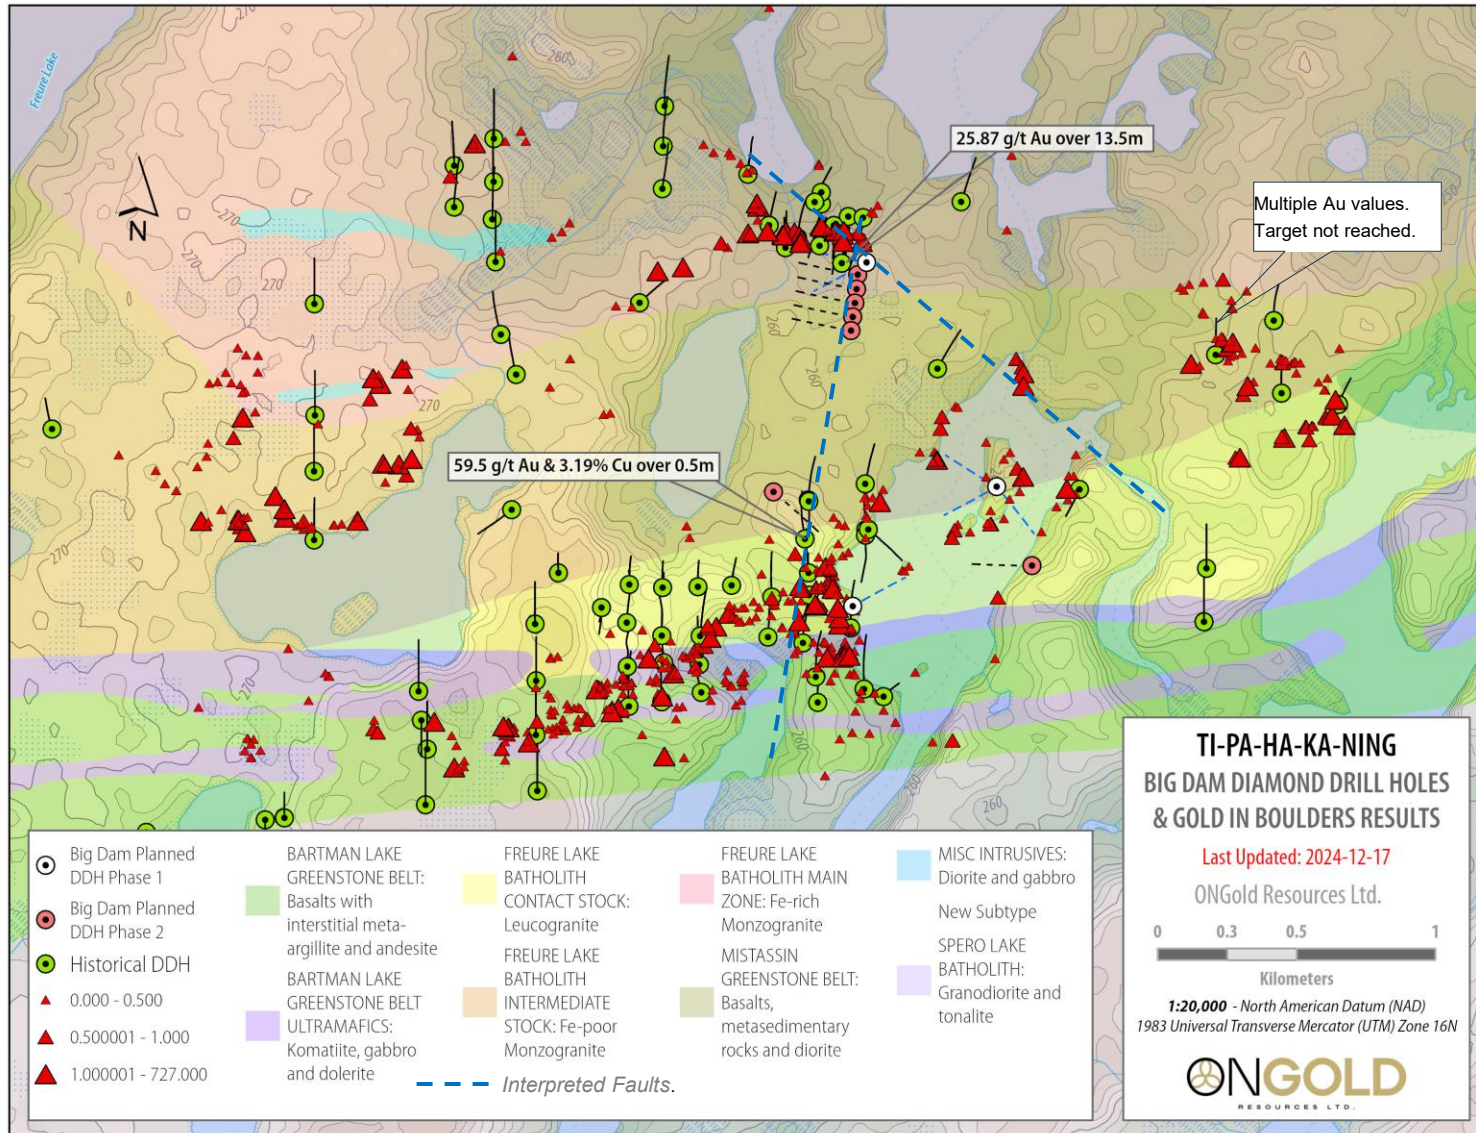 Freure Lake
N
25.87 g/t Au over 13.5m
Multiple Au values.
Target not reached.
59.5 g/t Au & 3.19% Cu over 0.5m
260
270
270
270
270
270
260
260
250
270
270
270
260
260
260
TI-PA-HA-KA-NING
BIG DAM DIAMOND DRILL HOLES
& GOLD IN BOULDERS RESULTS
Last Updated: 2024-12-17
ONGold Resources Ltd.
0 0.3 0.5 1
Kilometers
1:20,000 - North American Datum (NAD)
1983 Universal Transverse Mercator (UTM) Zone 16N
ONGOLD
RESOURCES LTD.
Big Dam Planned
DDH Phase 1
Big Dam Planned
DDH Phase 2
Historical DDH
0.000 - 0.500
0.500001 - 1.000
1.000001 - 727.000
BARTMAN LAKE
GREENSTONE BELT:
Basalts with
interstitial meta-
argillite and andesite
BARTMAN LAKE
GREENSTONE BELT
ULTRAMAFICS:
Komatiite, gabbro
and dolerite
FREURE LAKE
BATHOLITH
CONTACT STOCK:
Leucogranite
FREURE LAKE
BATHOLITH
INTERMEDIATE
STOCK: Fe-poor
Monzogranite
FREURE LAKE
BATHOLITH MAIN
ZONE: Fe-rich
Monzogranite
MISTASSIN
GREENSTONE BELT:
Basalts,
metasedimentary
rocks and diorite
MISC INTRUSIVES:
Diorite and gabbro
New Subtype
SPERO LAKE
BATHOLITH:
Granodiorite and
tonalite
Interpreted Faults.